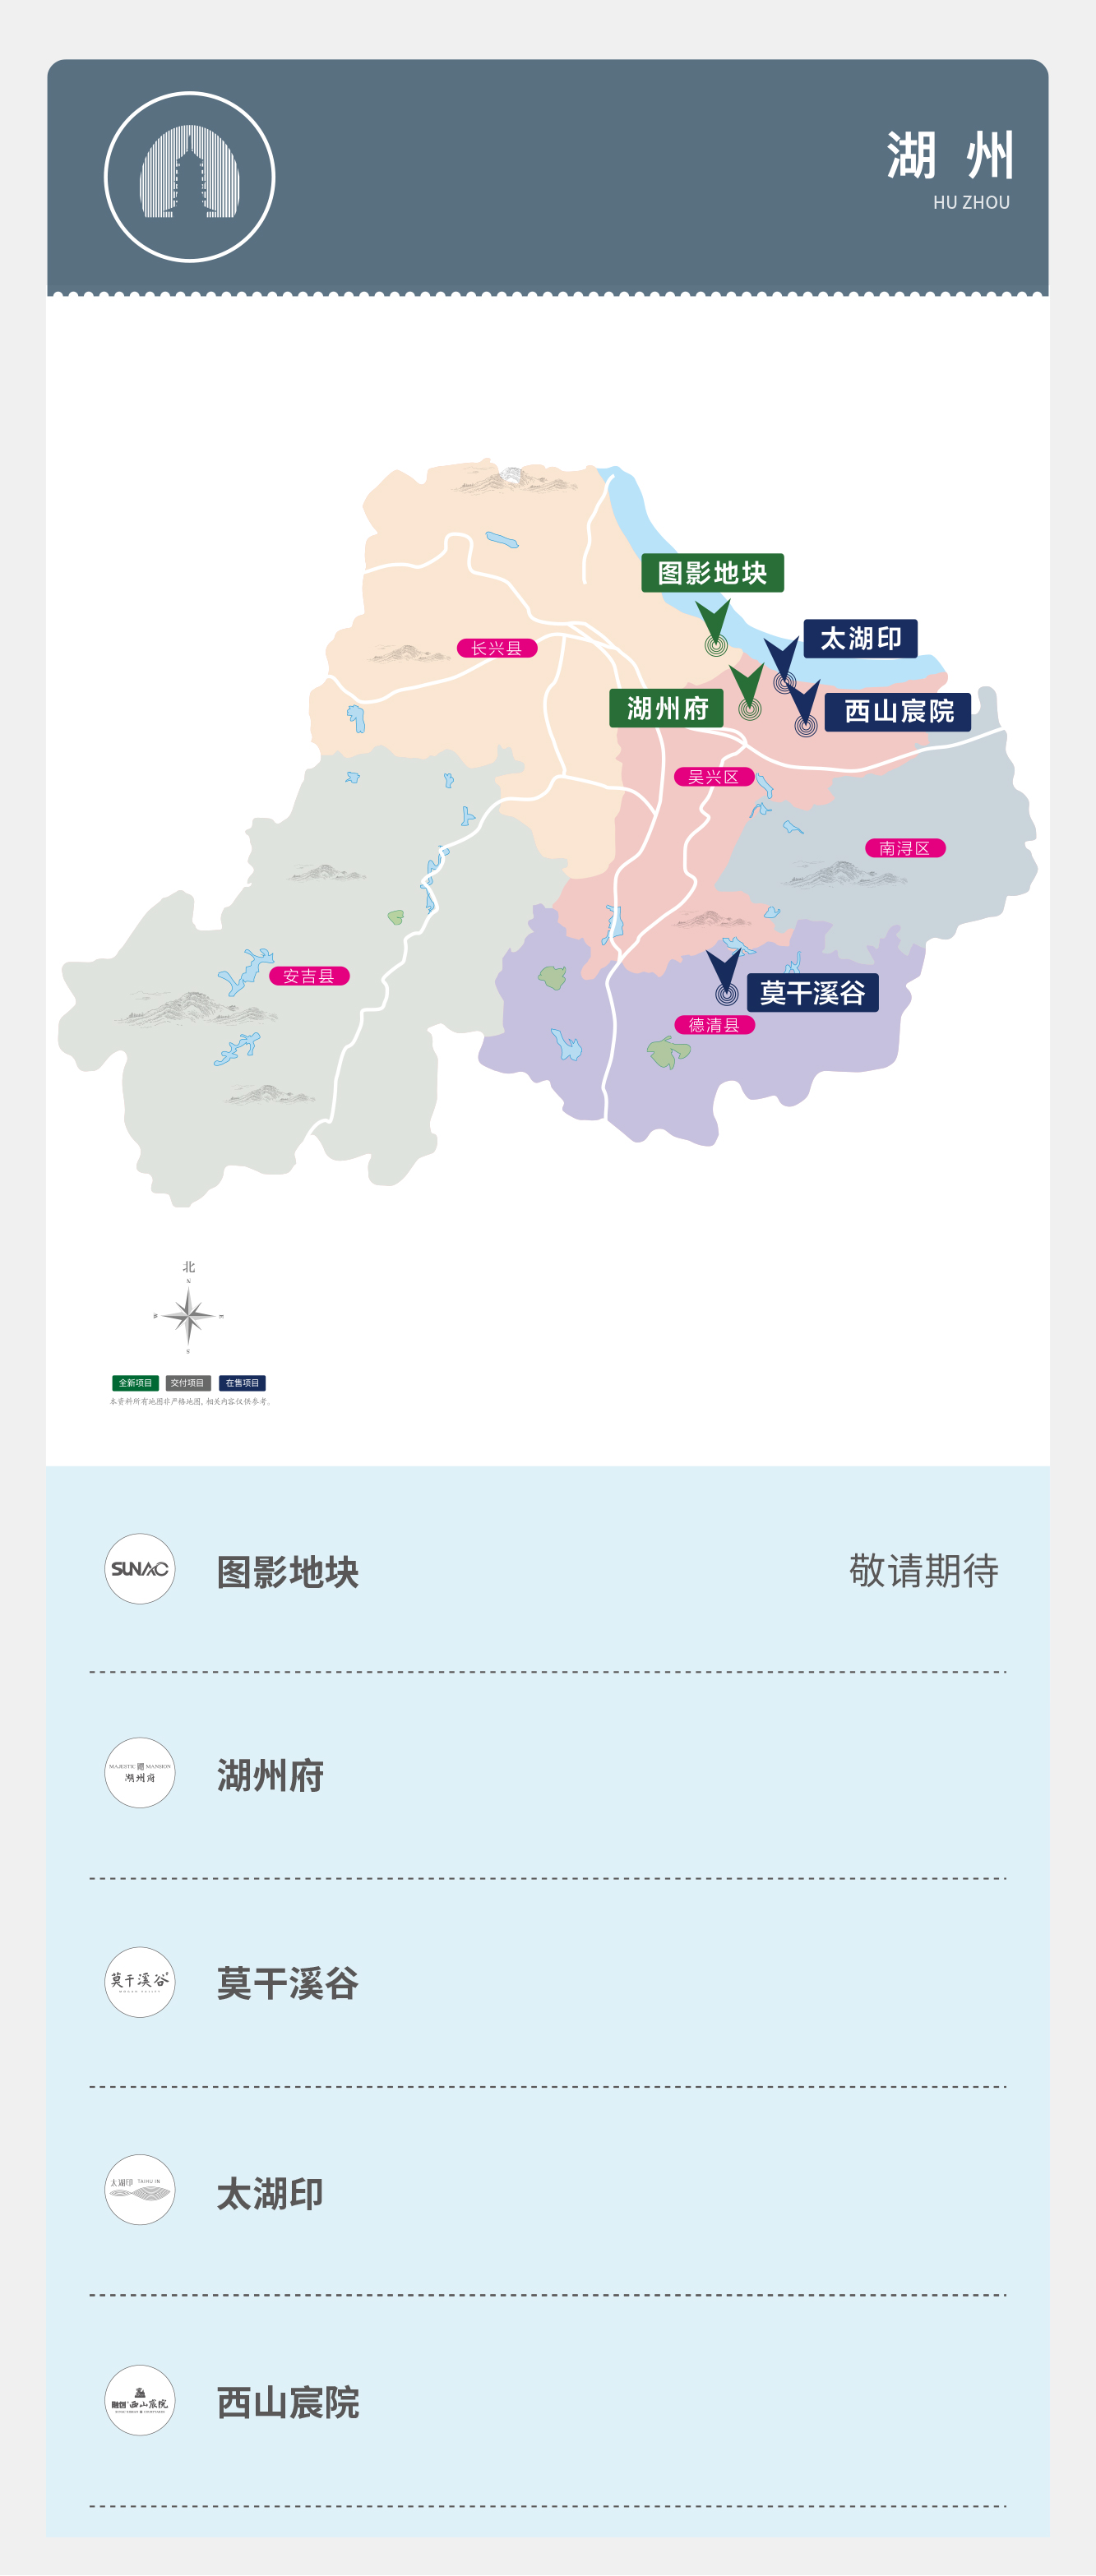 湖 州
HU ZHOU
图影地块
太湖印
长兴县
湖州府
西山宸院
吴兴区
南浔区
安吉县
莫干溪谷
德清县
北
N
W
E
S
全新项目 交付项目 在售项目
本资料所有地图非严格地图，相关内容仅供参考。
SUNAC
图影地块
敬请期待
MAJESTIC MANSION
湖州府
湖州府
莫干溪谷
MOGAN VALLEY
莫干溪谷
太湖印 TAIHU IN
太湖印
西山宸院
西山宸院